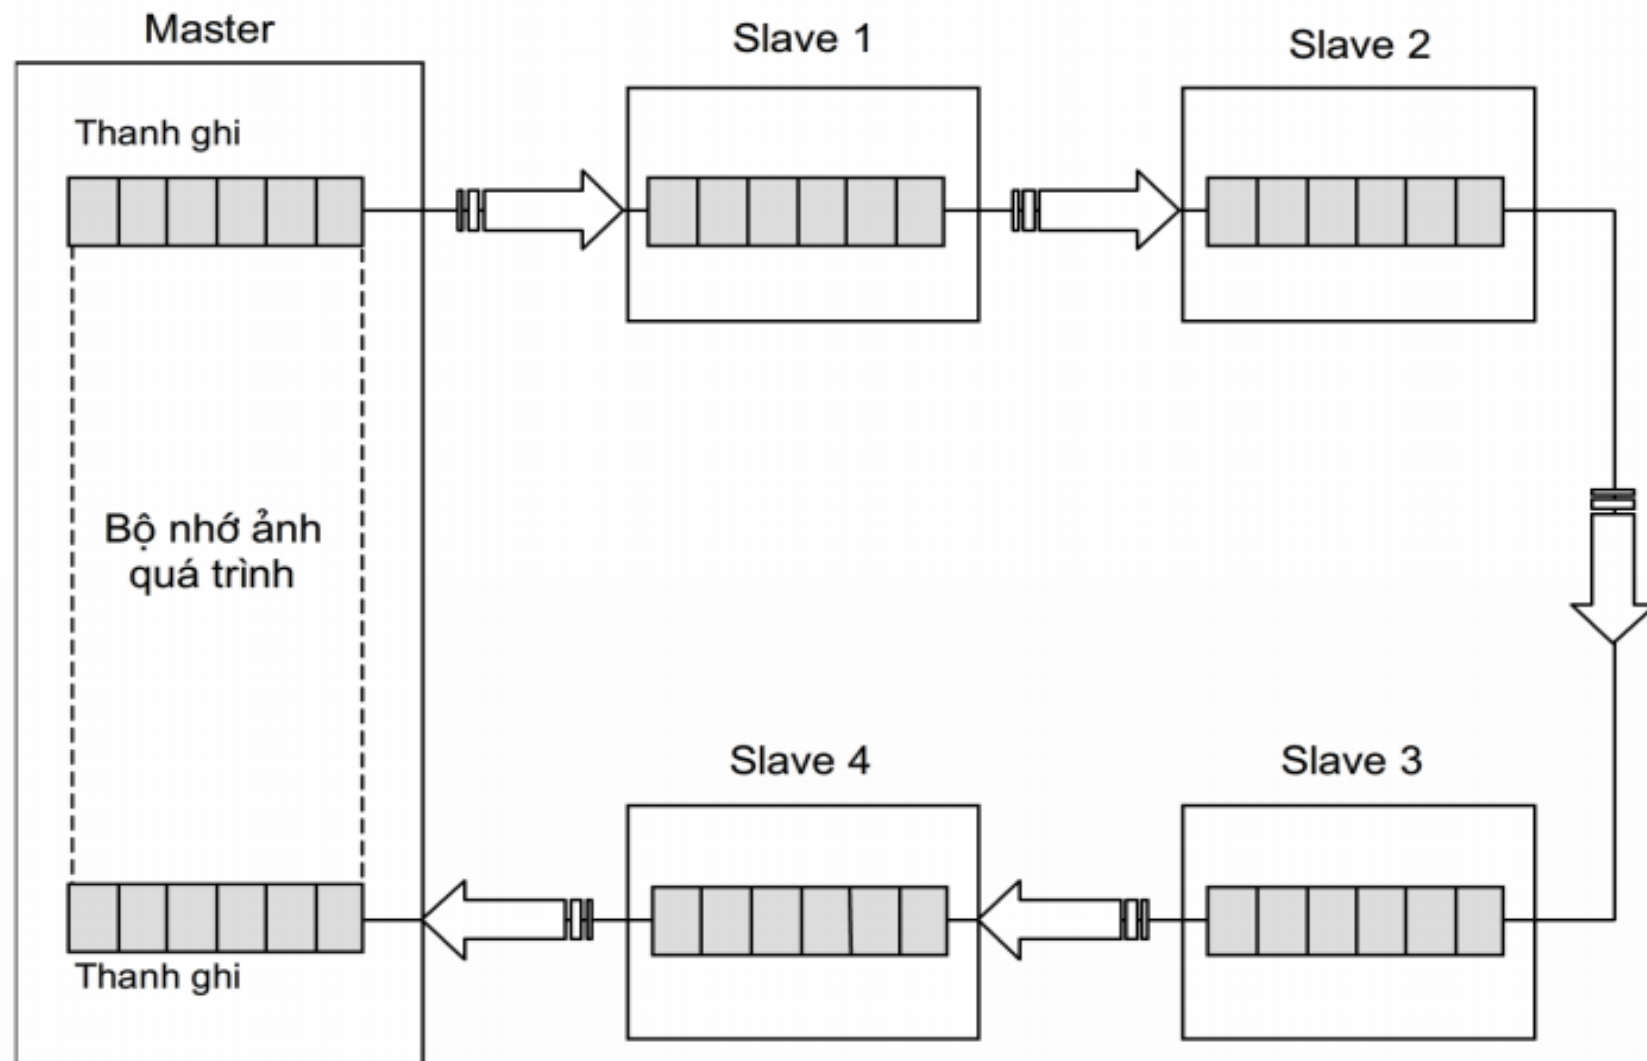 Master
Slave 1
Slave 2
Thanh ghi
Bộ nhớ ảnh
quá trình
Slave 4
Slave 3
Thanh ghi